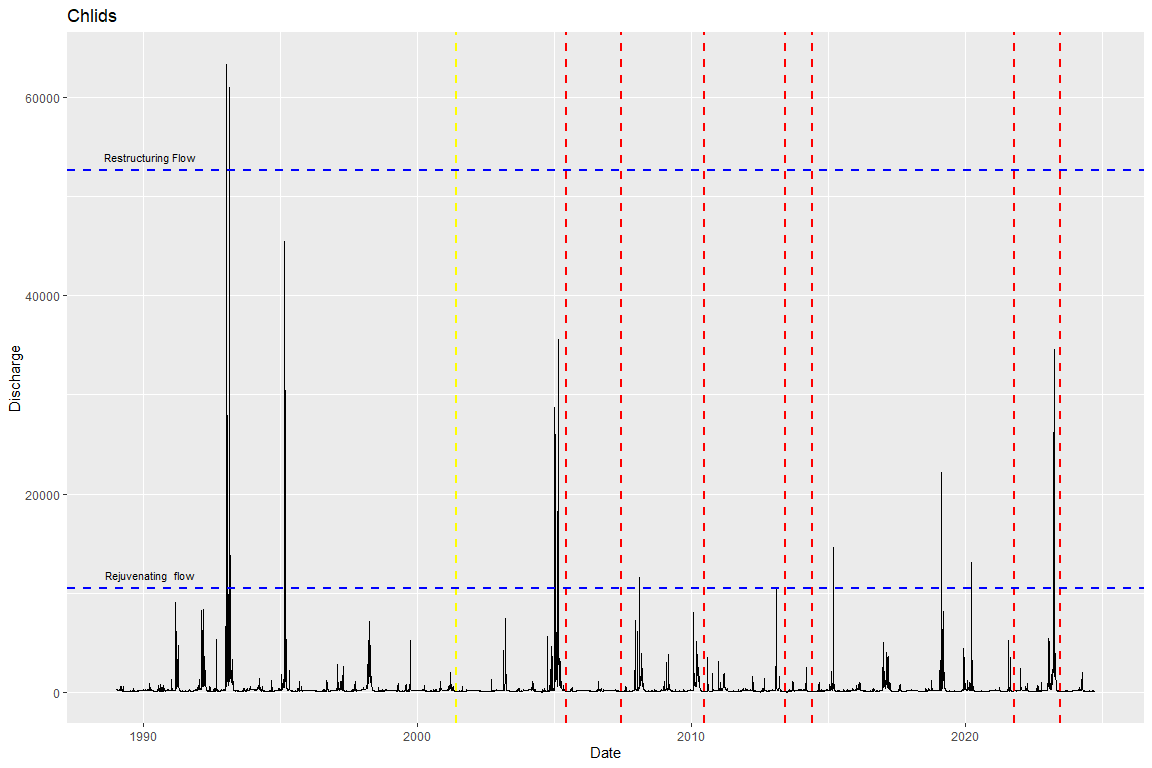 Chlids
60000
Restructuring Flow
40000
Discharge
20000
Rejuvenating  flow
0
1990
2000
2010
2020
Date